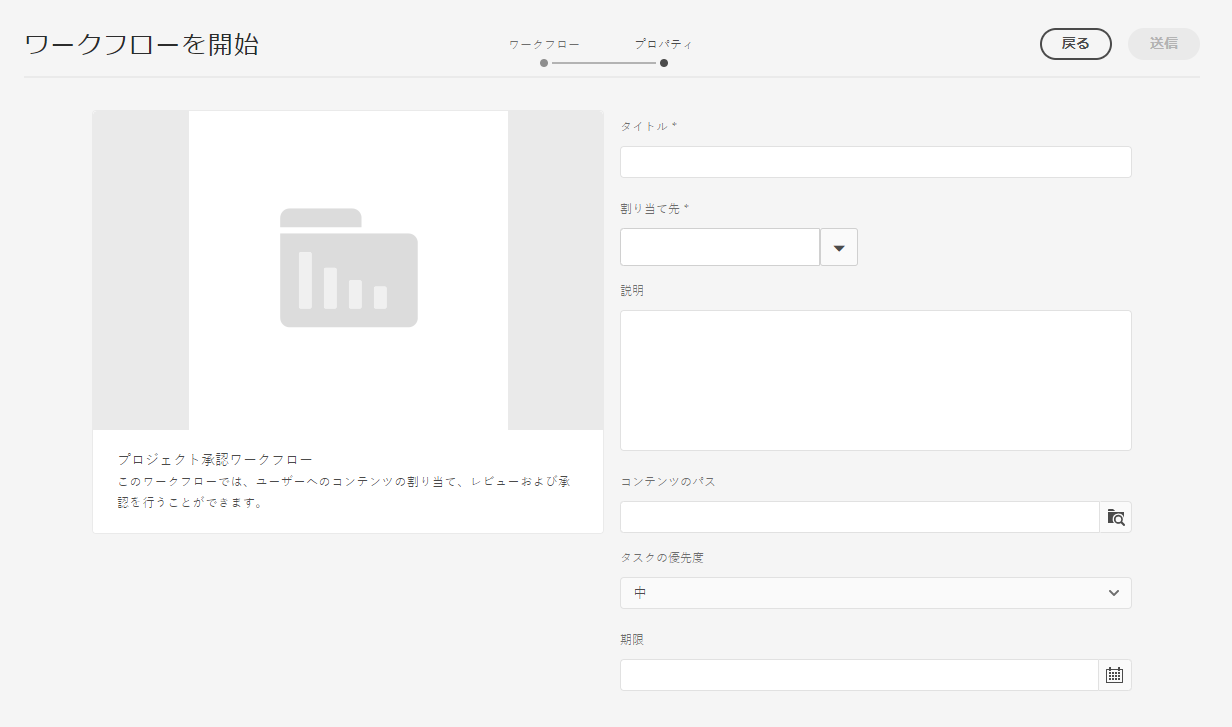 ワークフローを開始
ワークフロー
プロパティ
戻る
送信
プロジェクト承認ワークフロー
このワークフローでは、ユーザーへのコンテンツの割り当て、レビューおよび承
認を行うことができます。
タイトル *
割り当て先 *
説明
コンテンツのパス
タスクの優先度
中
期限